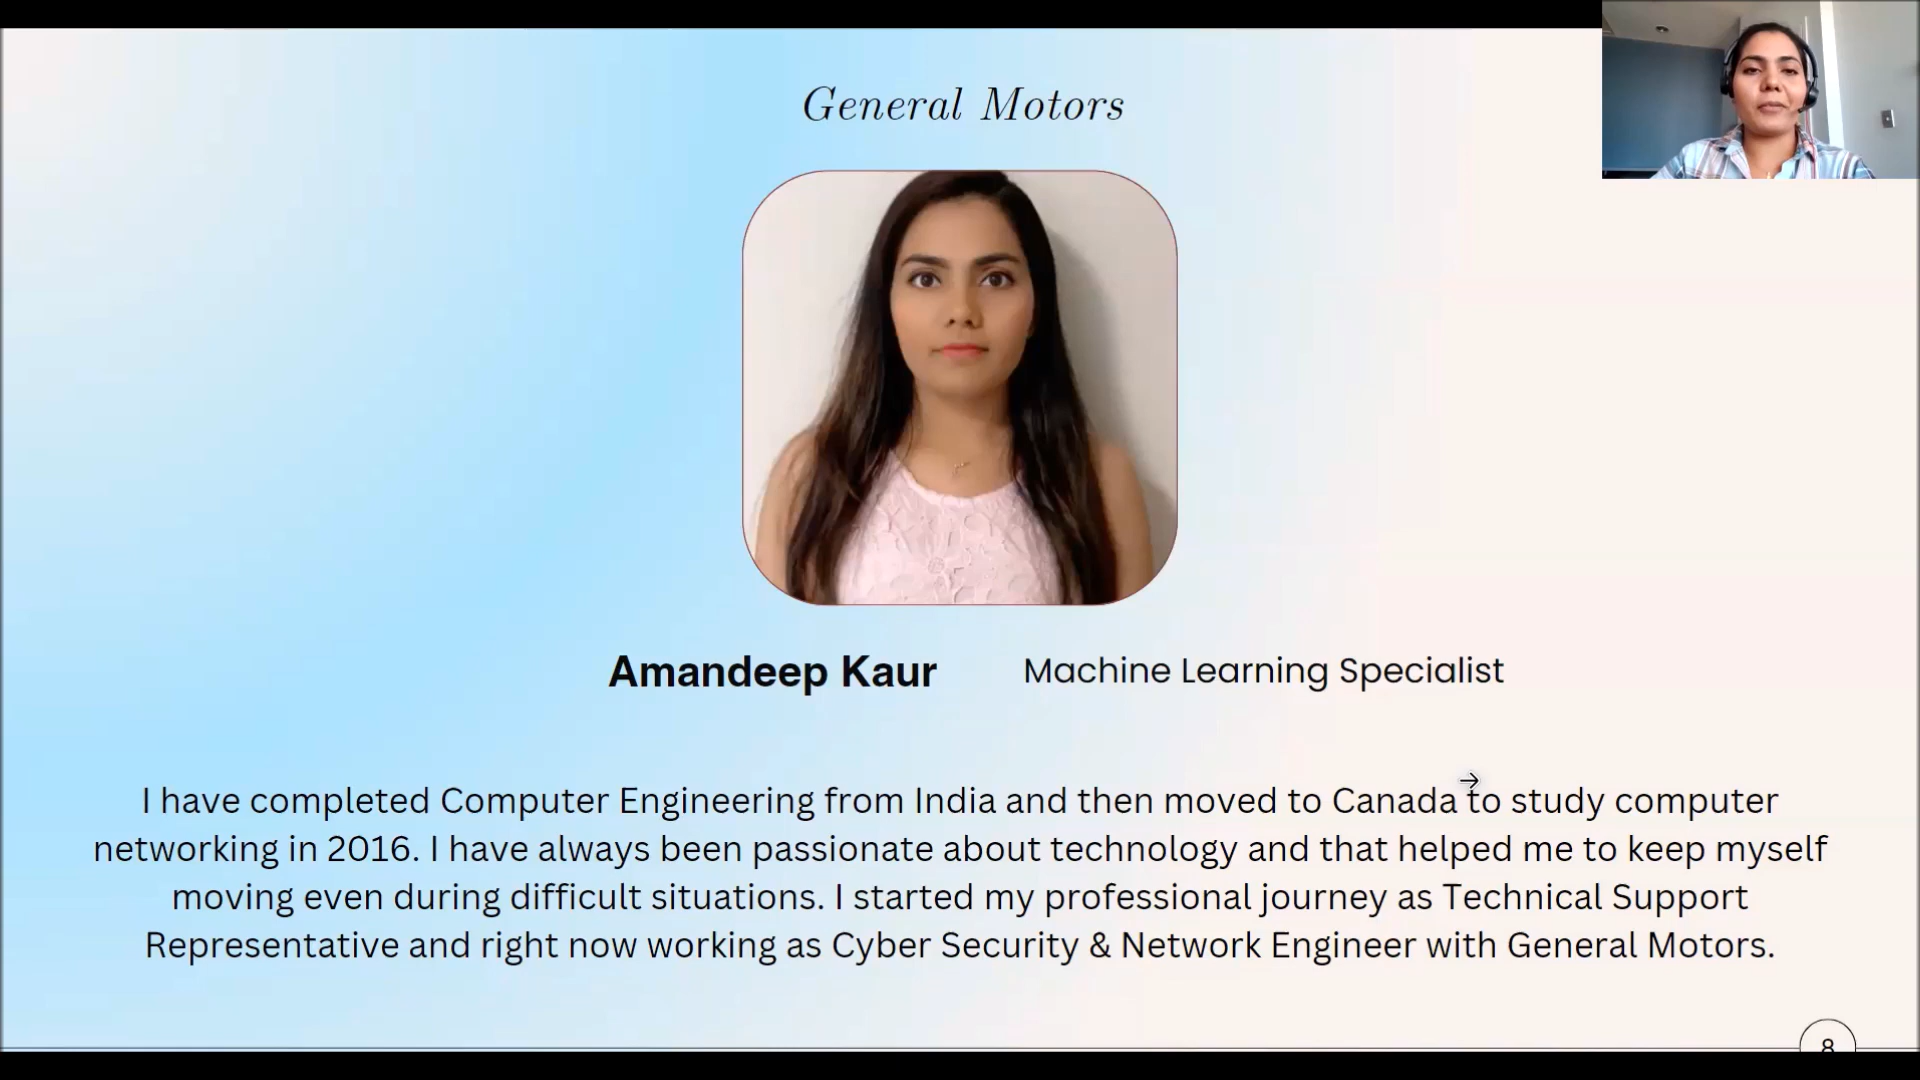 General Motors
Amandeep Kaur Machine Learning Specialist
I have completed Computer Engineering from India and then moved to Canada to study computer
networking in 2016. I have always been passionate about technology and that helped me to keep myself
moving even during difficult situations. I started my professional journey as Technical Support
Representative and right now working as Cyber Security & Network Engineer with General Motors.
8